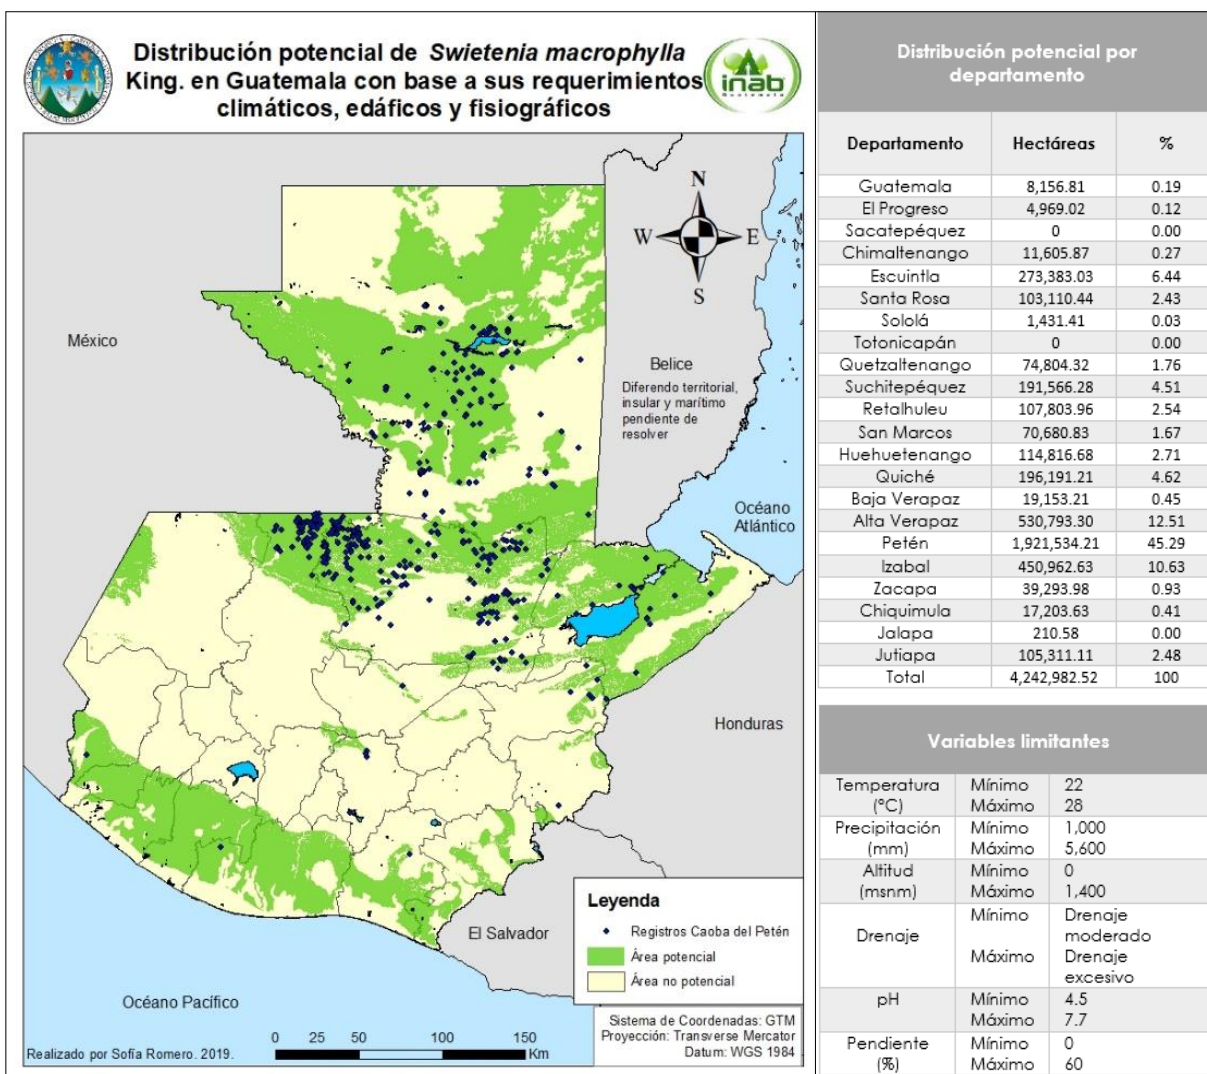 Distribución potencial de Swietenia macrophylla
King. en Guatemala con base a sus requerimientos
climáticos, edáficos y fisiográficos
inab
Guatemala
N
W E
S
México
Belice
Diferendo territorial,
insular y marítimo
pendiente de
resolver
Océano
Atlántico
Honduras
El Salvador
Océano Pacífico
Leyenda
Registros Caoba del Petén
Área potencial
Área no potencial
Sistema de Coordenadas: GTM
Proyección: Transverse Mercator
Datum: WGS 1984
0 25 50 100 150
Km
Realizado por Sofía Romero. 2019.
Distribución potencial por
departamento
Departamento Hectáreas %
Guatemala 8,156.81 0.19
El Progreso 4,969.02 0.12
Sacatepéquez 0 0.00
Chimaltenango 11,605.87 0.27
Escuintla 273,383.03 6.44
Santa Rosa 103,110.44 2.43
Sololá 1,431.41 0.03
Totonicapán 0 0.00
Quetzaltenango 74,804.32 1.76
Suchitepéquez 191,566.28 4.51
Retalhuleu 107,803.96 2.54
San Marcos 70,680.83 1.67
Huehuetenango 114,816.68 2.71
Quiché 196,191.21 4.62
Baja Verapaz 19,153.21 0.45
Alta Verapaz 530,793.30 12.51
Petén 1,921,534.21 45.29
Izabal 450,962.63 10.63
Zacapa 39,293.98 0.93
Chiquimula 17,203.63 0.41
Jalapa 210.58 0.00
Jutiapa 105,311.11 2.48
Total 4,242,982.52 100
Variables limitantes
Temperatura Mínimo 22
(°C) Máximo 28
Precipitación Mínimo 1,000
(mm) Máximo 5,600
Altitud Mínimo 0
(msnm) Máximo 1,400
Drenaje Mínimo Drenaje
moderado
Máximo Drenaje
excesivo
pH Mínimo 4.5
Máximo 7.7
Pendiente Mínimo 0
(%) Máximo 60